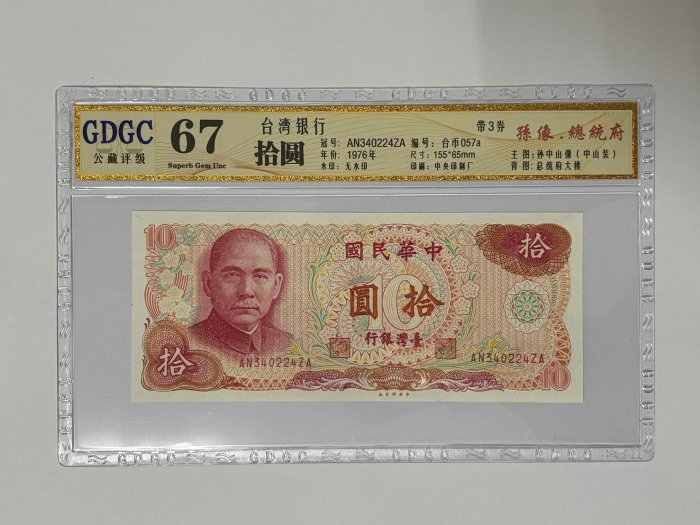 GDGC
公藏评级
67
Superb Gem Unc
台湾银行
拾圓
冠号: AN340224ZA
年份: 1976年
水印: 无水印
编号: 台币057a
尺寸: 155*65mm
印刷: 中央印制厂
带3券
孫像.總統府
主图: 孙中山像(中山装)
背图: 总统府大楼
10
國民華中
拾
圓拾
行銀灣臺
AN340224ZA
AN340224ZA
拾
10